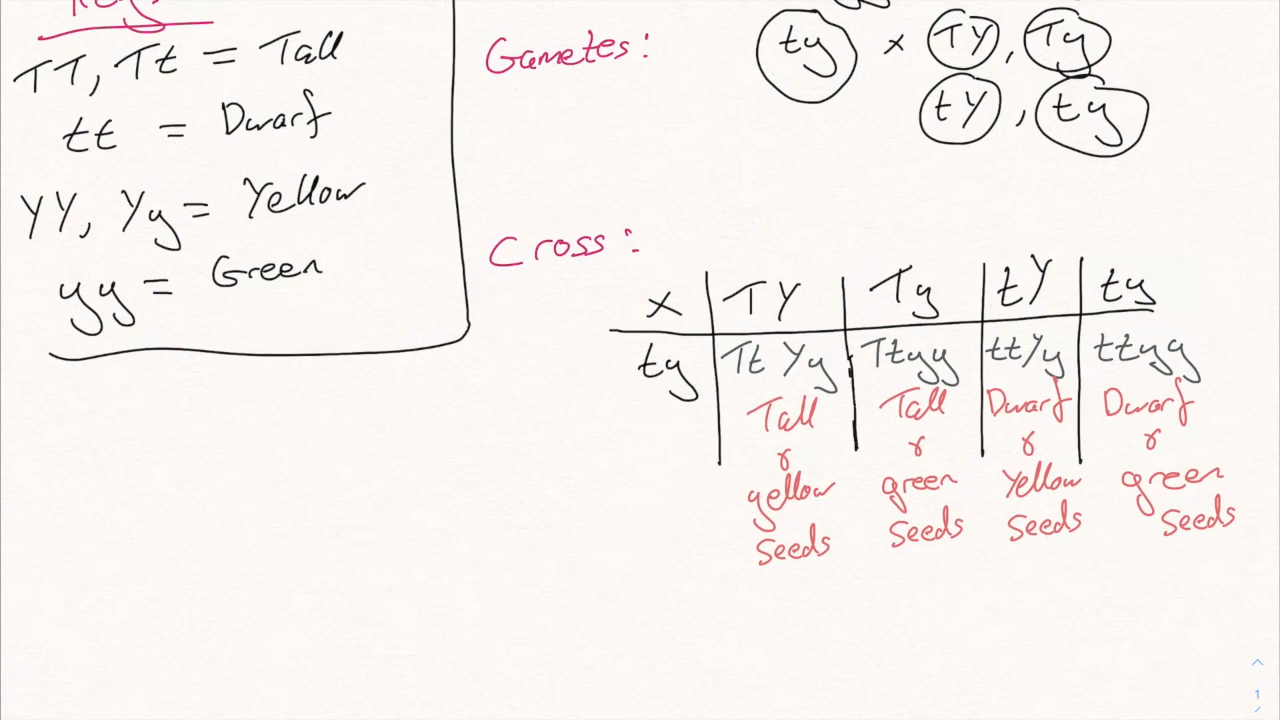 Key:
TT, Tt = Tall
tt = Dwarf
YY, Yy = Yellow
yy = Green
Gametes:
ty × TY, Ty
tY, ty
Cross:
x TY Ty tY ty
ty TtYy Ttyy ttYy ttyy
Tall Tall Dwarf Dwarf
yellow green Yellow green
seeds seeds seeds seeds
1